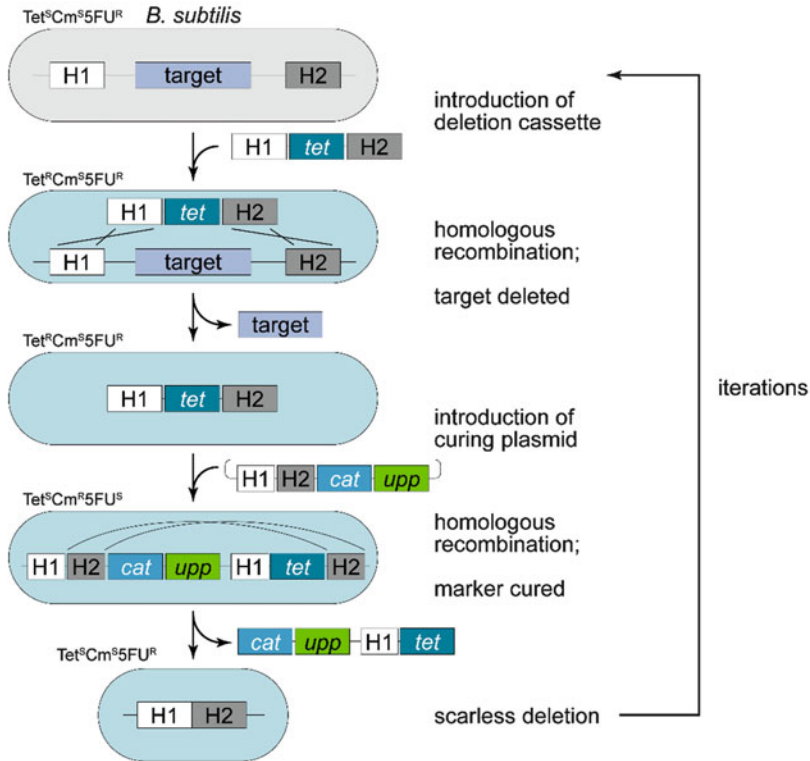 TetˢCmˢ5FUᴿ B. subtilis
H1 target H2
introduction of
deletion cassette
H1 tet H2
TetᴿCmˢ5FUᴿ
H1 tet H2
H1 target H2
homologous
recombination;
target deleted
target
TetᴿCmˢ5FUᴿ
H1 tet H2
iterations
introduction of
curing plasmid
H1 H2 cat upp
TetˢCmᴿ5FUˢ
H1 H2 cat upp H1 tet H2
homologous
recombination;
marker cured
cat upp H1 tet
TetˢCmˢ5FUᴿ
H1 H2
scarless deletion